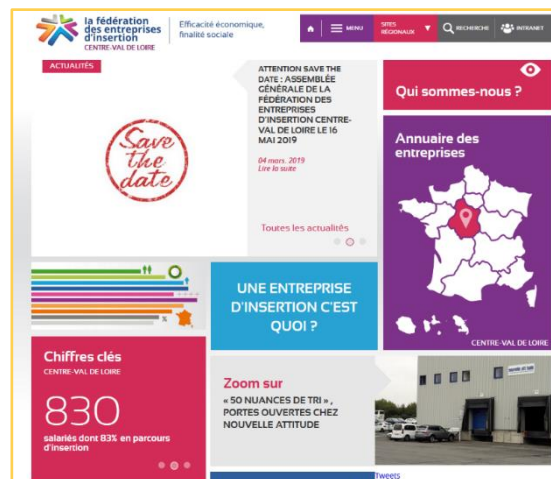 la fédération
des entreprises
d'insertion
CENTRE-VAL DE LOIRE
Efficacité économique,
finalité sociale
MENU
SITES
RÉGIONAUX
RECHERCHE
INTRANET
ACTUALITÉS
Save
the
date
ATTENTION SAVE THE
DATE : ASSEMBLÉE
GÉNÉRALE DE LA
FÉDÉRATION DES
ENTREPRISES
D'INSERTION CENTRE-
VAL DE LOIRE LE 16
MAI 2019
04 mars. 2019
Lire la suite
Toutes les actualités
Qui sommes-nous ?
Annuaire des
entreprises
CENTRE-VAL DE LOIRE
%
UNE ENTREPRISE
D'INSERTION C'EST
QUOI ?
Chiffres clés
CENTRE-VAL DE LOIRE
830
salariés dont 83% en parcours
d'insertion
Zoom sur
« 50 NUANCES DE TRI » ,
PORTES OUVERTES CHEZ
NOUVELLE ATTITUDE
Tweets